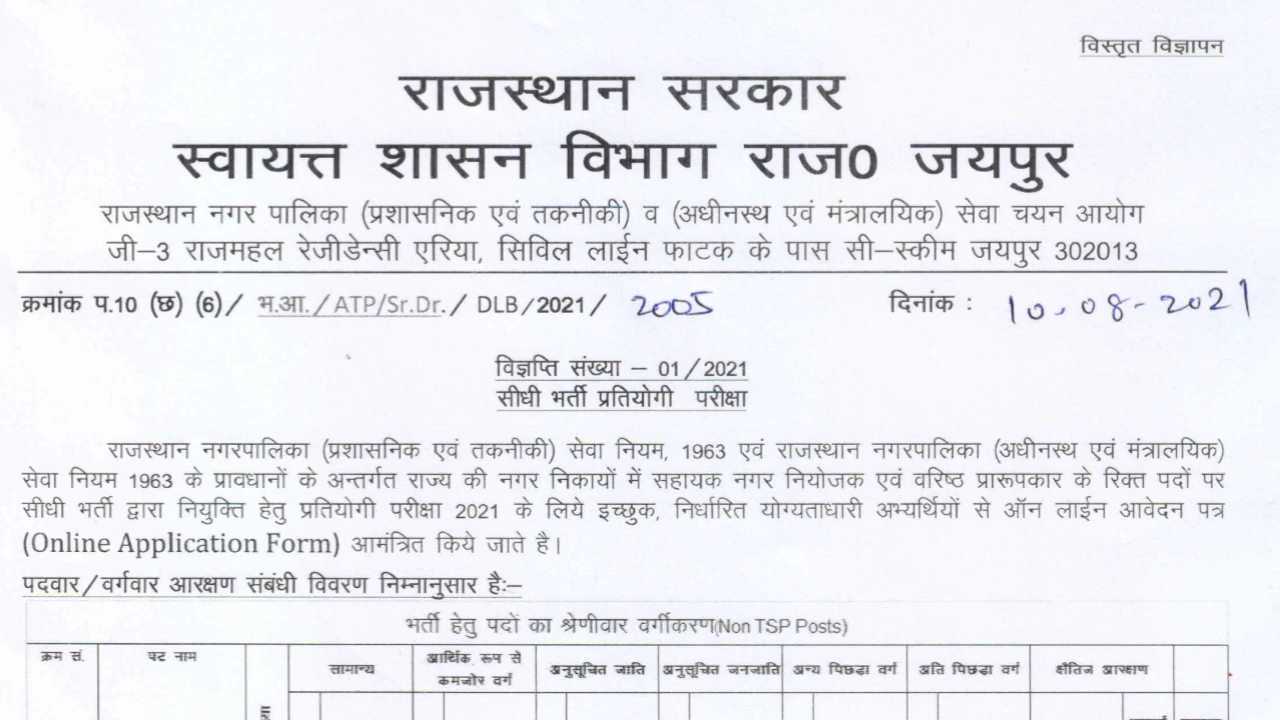 विस्तृत विज्ञापन
राजस्थान सरकार
स्वायत्त शासन विभाग राज0 जयपुर
राजस्थान नगर पालिका (प्रशासनिक एवं तकनीकी) व (अधीनस्थ एवं मंत्रालयिक) सेवा चयन आयोग
जी–3 राजमहल रेजीडेन्सी एरिया, सिविल लाईन फाटक के पास सी–स्कीम जयपुर 302013
क्रमांक प.10 (छ) (6)/ भ.आ./ATP/Sr.Dr./ DLB/2021/ 2005 दिनांक : 10.08-2021
विज्ञप्ति संख्या – 01/2021
सीधी भर्ती प्रतियोगी परीक्षा
राजस्थान नगरपालिका (प्रशासनिक एवं तकनीकी) सेवा नियम, 1963 एवं राजस्थान नगरपालिका (अधीनस्थ एवं मंत्रालयिक)
सेवा नियम 1963 के प्रावधानों के अन्तर्गत राज्य की नगर निकायों में सहायक नगर नियोजक एवं वरिष्ठ प्रारूपकार के रिक्त पदों पर
सीधी भर्ती द्वारा नियुक्ति हेतु प्रतियोगी परीक्षा 2021 के लिये इच्छुक, निर्धारित योग्यताधारी अभ्यर्थियों से ऑन लाईन आवेदन पत्र
(Online Application Form) आमंत्रित किये जाते है।
पदवार/वर्गवार आरक्षण संबंधी विवरण निम्नानुसार है:–
भर्ती हेतु पदों का श्रेणीवार वर्गीकरण(Non TSP Posts)
क्रम सं. पद नाम सामान्य आर्थिक रूप से कमजोर वर्ग अनुसूचित जाति अनुसूचित जनजाति अन्य पिछडा वर्ग अति पिछडा वर्ग क्षैतिज आरक्षण